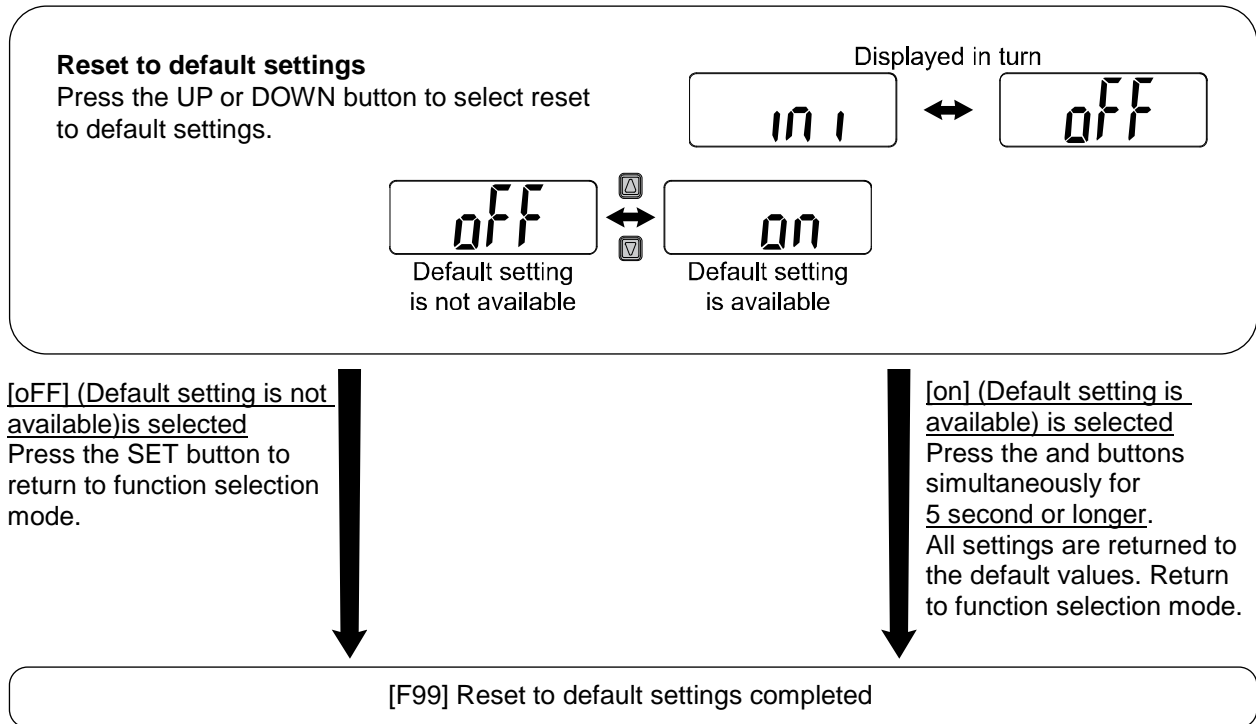 Reset to default settings
Press the UP or DOWN button to select reset
to default settings.
Displayed in turn
ini
oFF
oFF
on
Default setting
is not available
Default setting
is available
[oFF] (Default setting is not
available)is selected
Press the SET button to
return to function selection
mode.
[on] (Default setting is
available) is selected
Press the and buttons
simultaneously for
5 second or longer.
All settings are returned to
the default values. Return
to function selection mode.
[F99] Reset to default settings completed